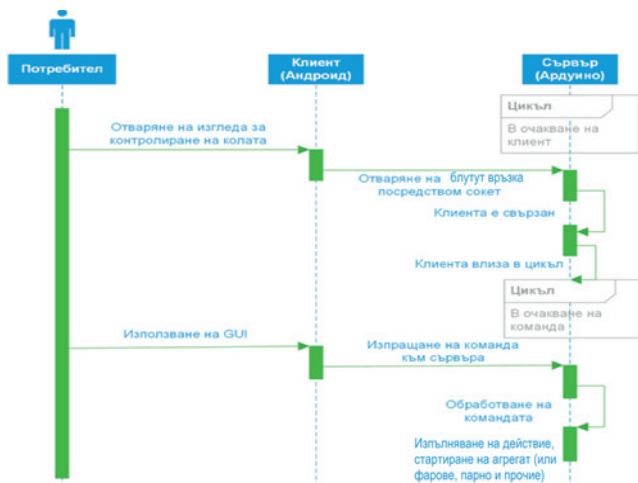 Потребител
Клиент
(Андроид)
Сървър
(Ардуино)
Цикъл
В очакване на
клиент
Отваряне на изгледа за
контролиране на колата
Отваряне на блутут връзка
посредством сокет
Клиента е свързан
Клиента влиза в цикъл
Цикъл
В очакване на
команда
Използване на GUI
Изпращане на команда
към сървъра
Обработване на
командата
Изпълняване на действие,
стартиране на агрегат (или
фарове, парно и прочие)